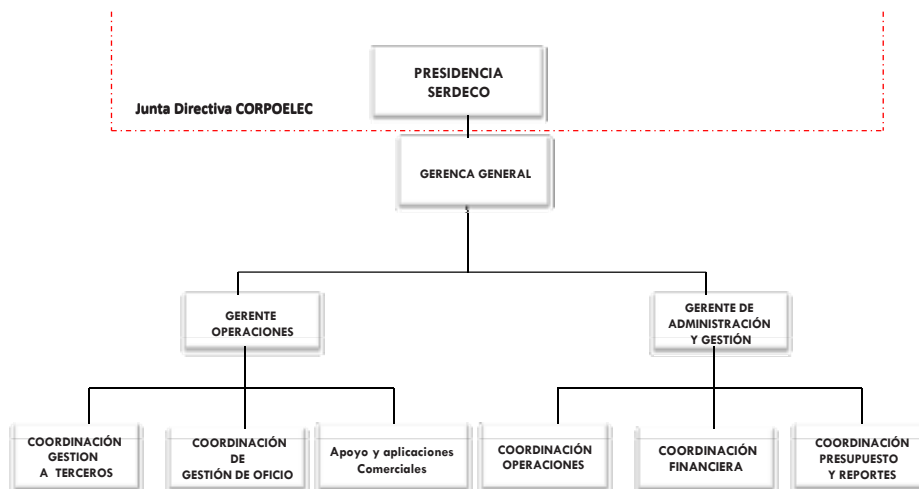 PRESIDENCIA
SERDECO
Junta Directiva CORPOELEC
GERENCA GENERAL
s
GERENTE
OPERACIONES
GERENTE DE
ADMINISTRACIÓN
Y GESTIÓN
COORDINACIÓN
GESTION
A TERCEROS
COORDINACIÓN
DE
GESTIÓN DE OFICIO
Apoyo y aplicaciones
Comerciales
COORDINACIÓN
OPERACIONES
COORDINACIÓN
FINANCIERA
COORDINACIÓN
PRESUPUESTO
Y REPORTES